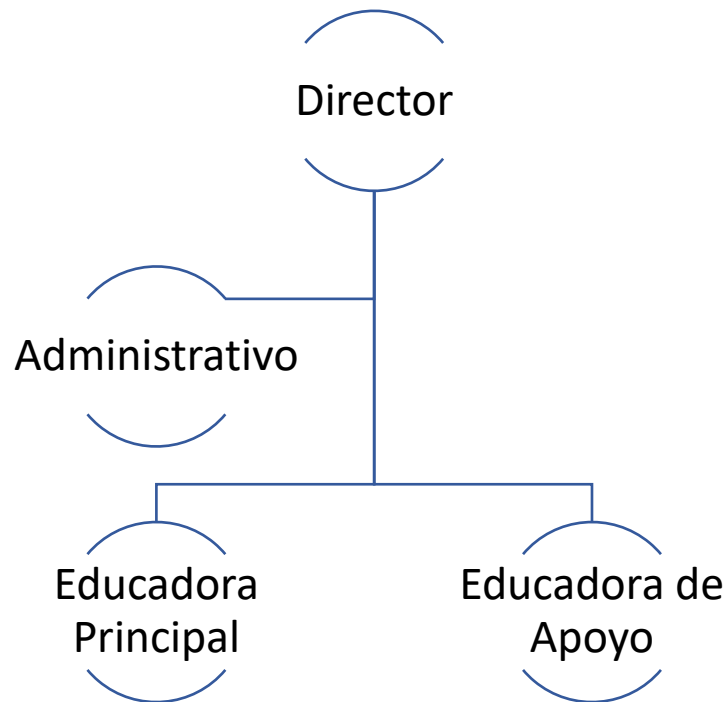 Director
Administrativo
Educadora
Principal
Educadora de
Apoyo